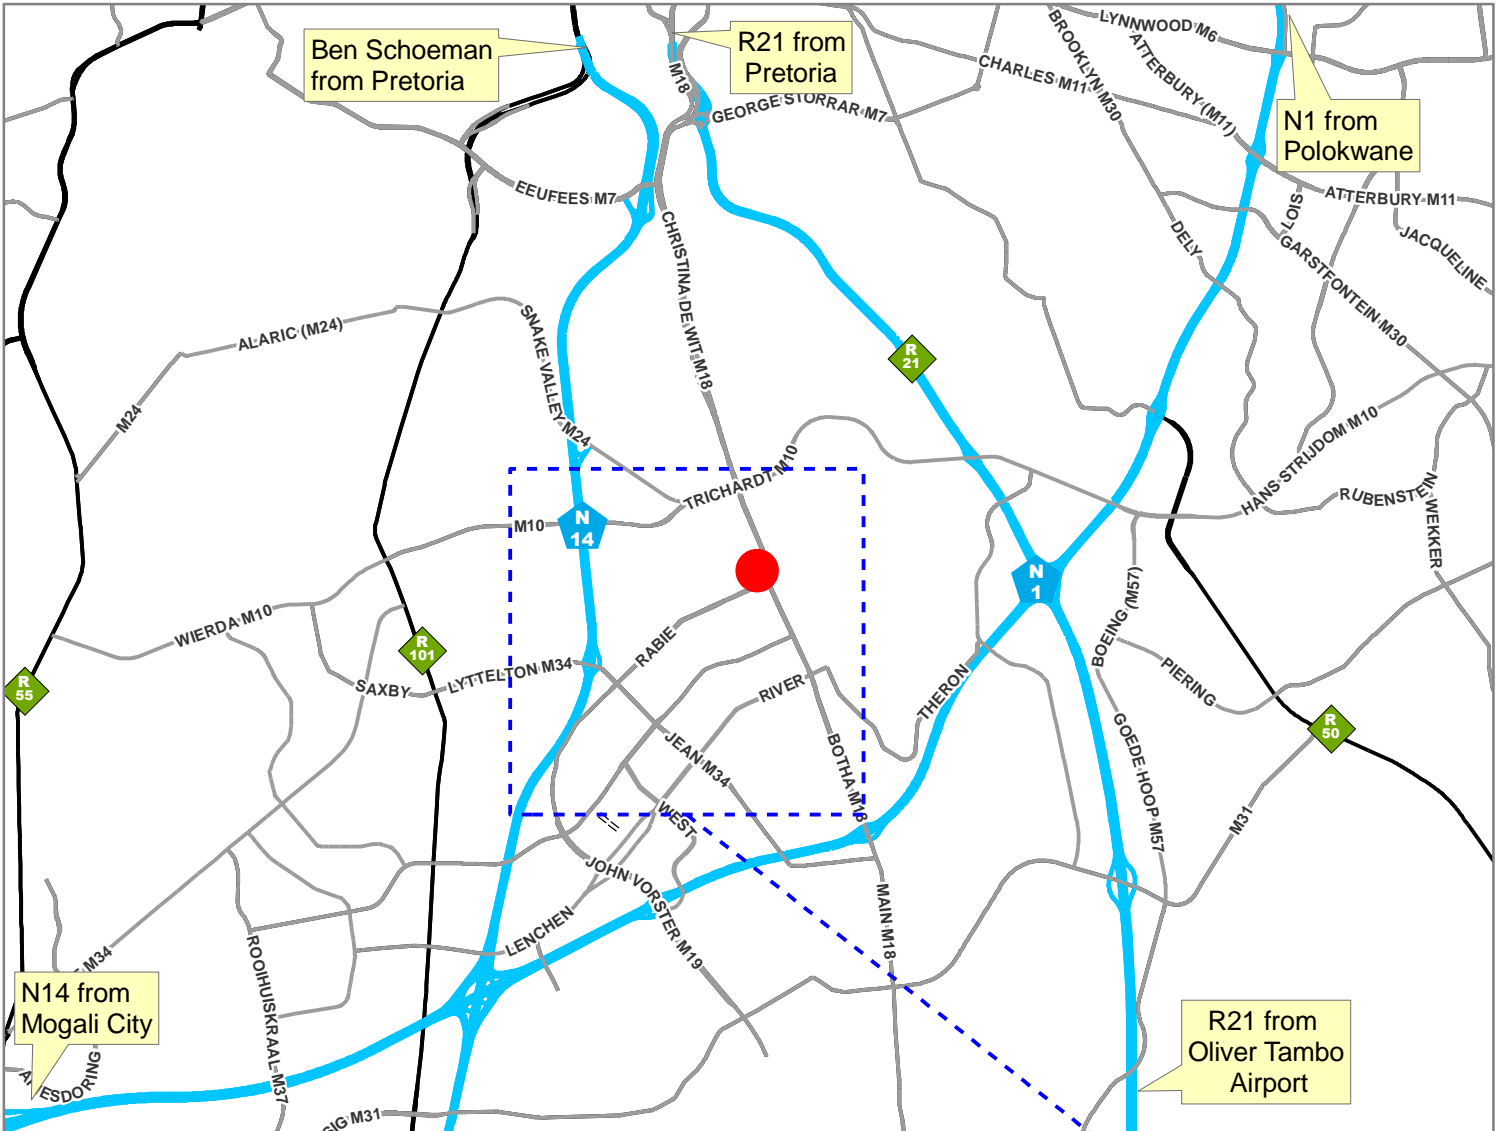 LYNNWOOD M6
Ben Schoeman
from Pretoria
R21 from
Pretoria
BROOKLYN M30
ATTERBURY (M11)
CHARLES M11
M18
GEORGE STORRAR M7
N1 from
Polokwane
EEUFEES M7
ATTERBURY M11
LOIS
DELY
JACQUELINE
GARSTFONTEIN M30
CHRISTINA DE WIT M18
ALARIC (M24)
SNAKE VALLEY M24
R
21
M24
HANS STRIJDOM M10
TRICHARDT M10
RUBENSTEIN
WEKKER
M10
N
14
N
1
BOEING (M57)
WIERDA M10
RABIE
R
101
SAXBY
LYTTELTON M34
RIVER
THERON
PIERING
R
55
R
50
JEAN M34
BOTHA M18
GOEDE HOOP M57
WEST
M31
JOHN VORSTER M19
LENCHEN
MAIN M18
M34
ROOIHUISKRAAL M37
N14 from
Mogali City
R21 from
Oliver Tambo
Airport
M31